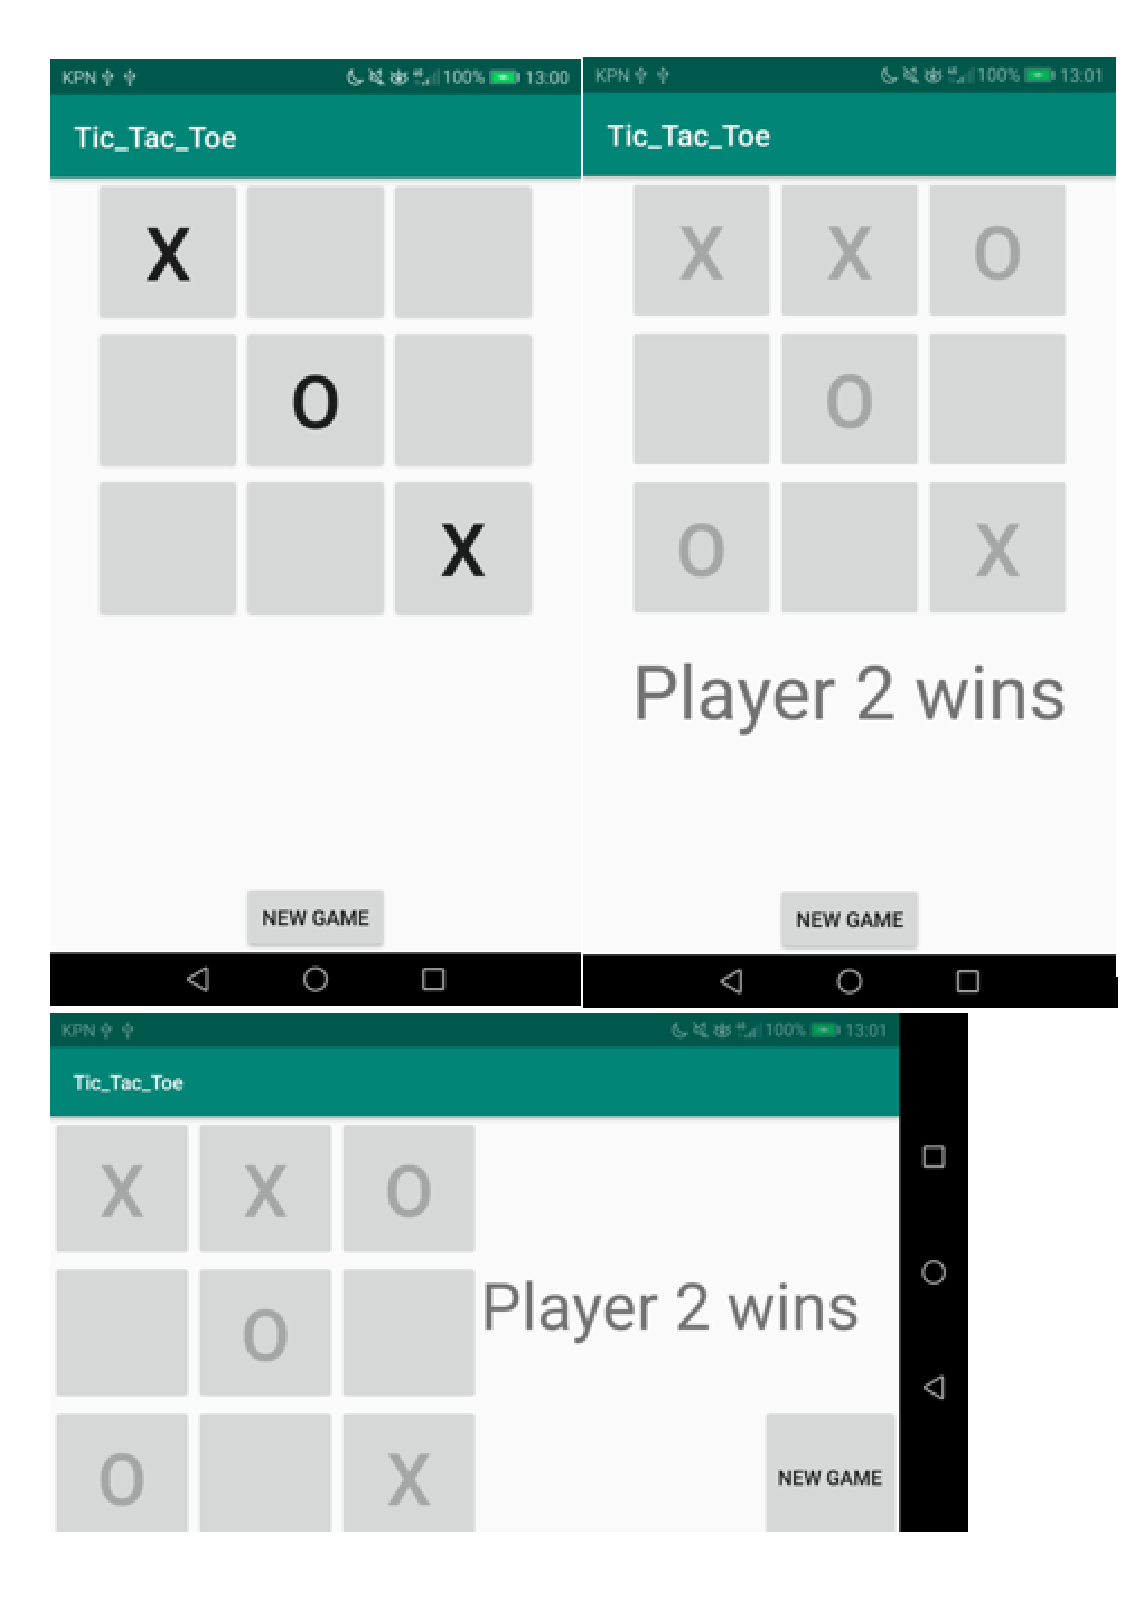 KPN 100% 13:00
Tic_Tac_Toe
X
O
X
NEW GAME
KPN 100% 13:01
Tic_Tac_Toe
X X O
O
O X
Player 2 wins
NEW GAME
KPN 100% 13:01
Tic_Tac_Toe
X X O
O
Player 2 wins
O X
NEW GAME